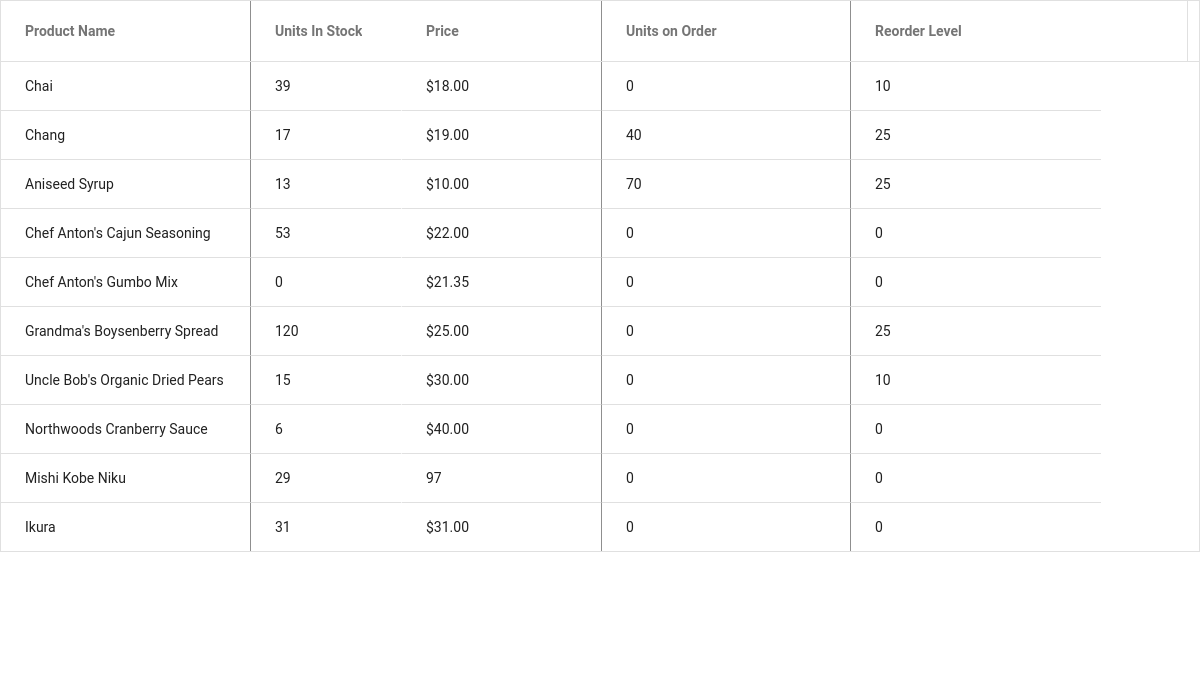 Product Name Units In Stock Price Units on Order Reorder Level
Chai 39 $18.00 0 10
Chang 17 $19.00 40 25
Aniseed Syrup 13 $10.00 70 25
Chef Anton's Cajun Seasoning 53 $22.00 0 0
Chef Anton's Gumbo Mix 0 $21.35 0 0
Grandma's Boysenberry Spread 120 $25.00 0 25
Uncle Bob's Organic Dried Pears 15 $30.00 0 10
Northwoods Cranberry Sauce 6 $40.00 0 0
Mishi Kobe Niku 29 97 0 0
Ikura 31 $31.00 0 0